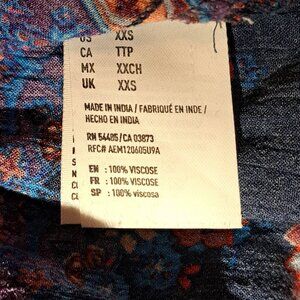 US XXS
CA TTP
MX XXCH
UK XXS
MADE IN INDIA / FABRIQUÉ EN INDE /
HECHO EN INDIA
RN 54485/CA 03873
RFC# AEM120605U9A
EN : 100% VISCOSE
FR : 100% VISCOSE
SP : 100% viscosa